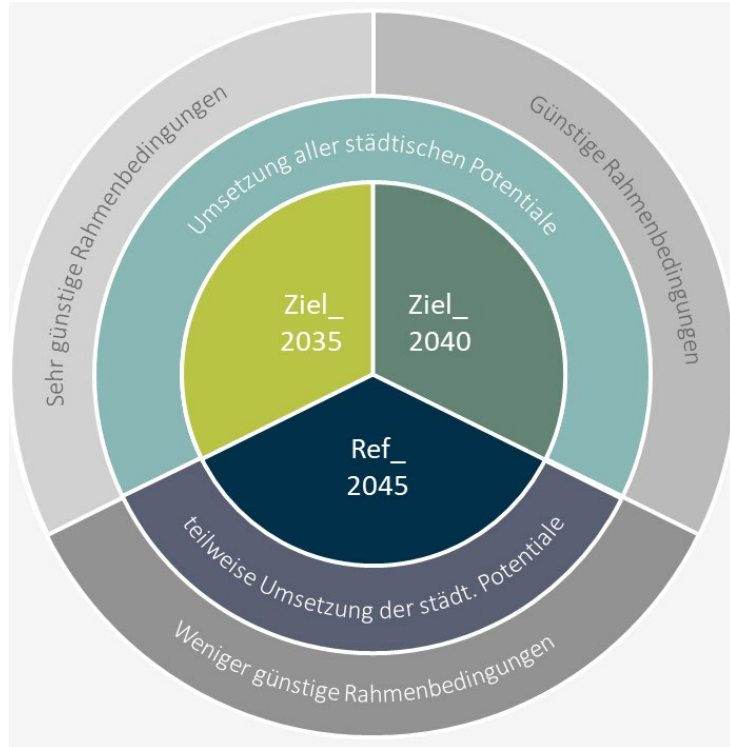 Sehr günstige Rahmenbedingungen
Günstige Rahmenbedingungen
Umsetzung aller städtischen Potentiale
Ziel_
2035
Ziel_
2040
Ref_
2045
teilweise Umsetzung der städt. Potentiale
Weniger günstige Rahmenbedingungen